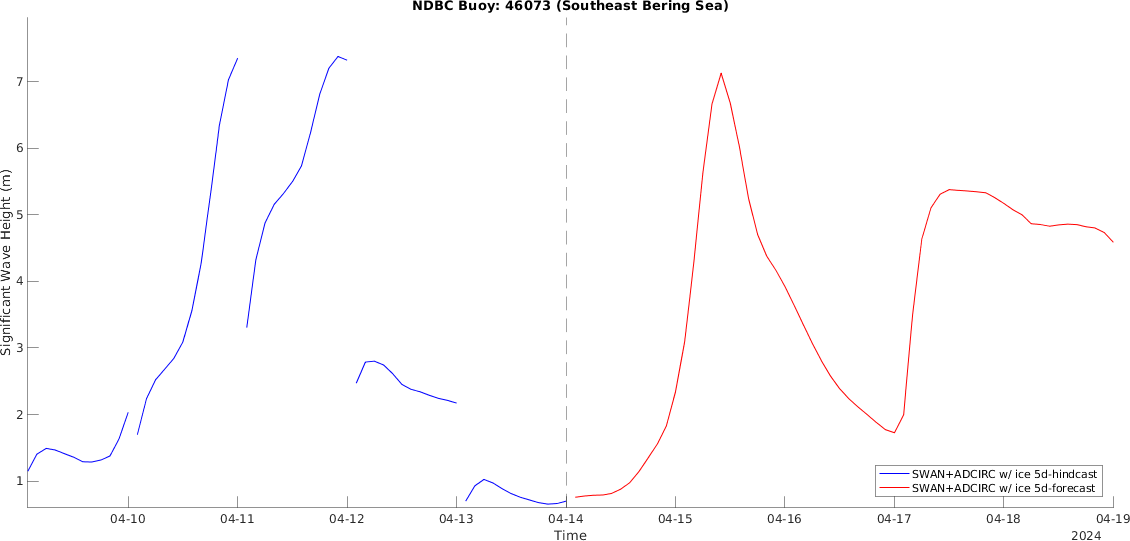 NDBC Buoy: 46073 (Southeast Bering Sea)
Significant Wave Height (m)
7
6
5
4
3
2
1
SWAN+ADCIRC w/ ice 5d-hindcast
SWAN+ADCIRC w/ ice 5d-forecast
04-10 04-11 04-12 04-13 04-14 04-15 04-16 04-17 04-18 04-19
Time
2024